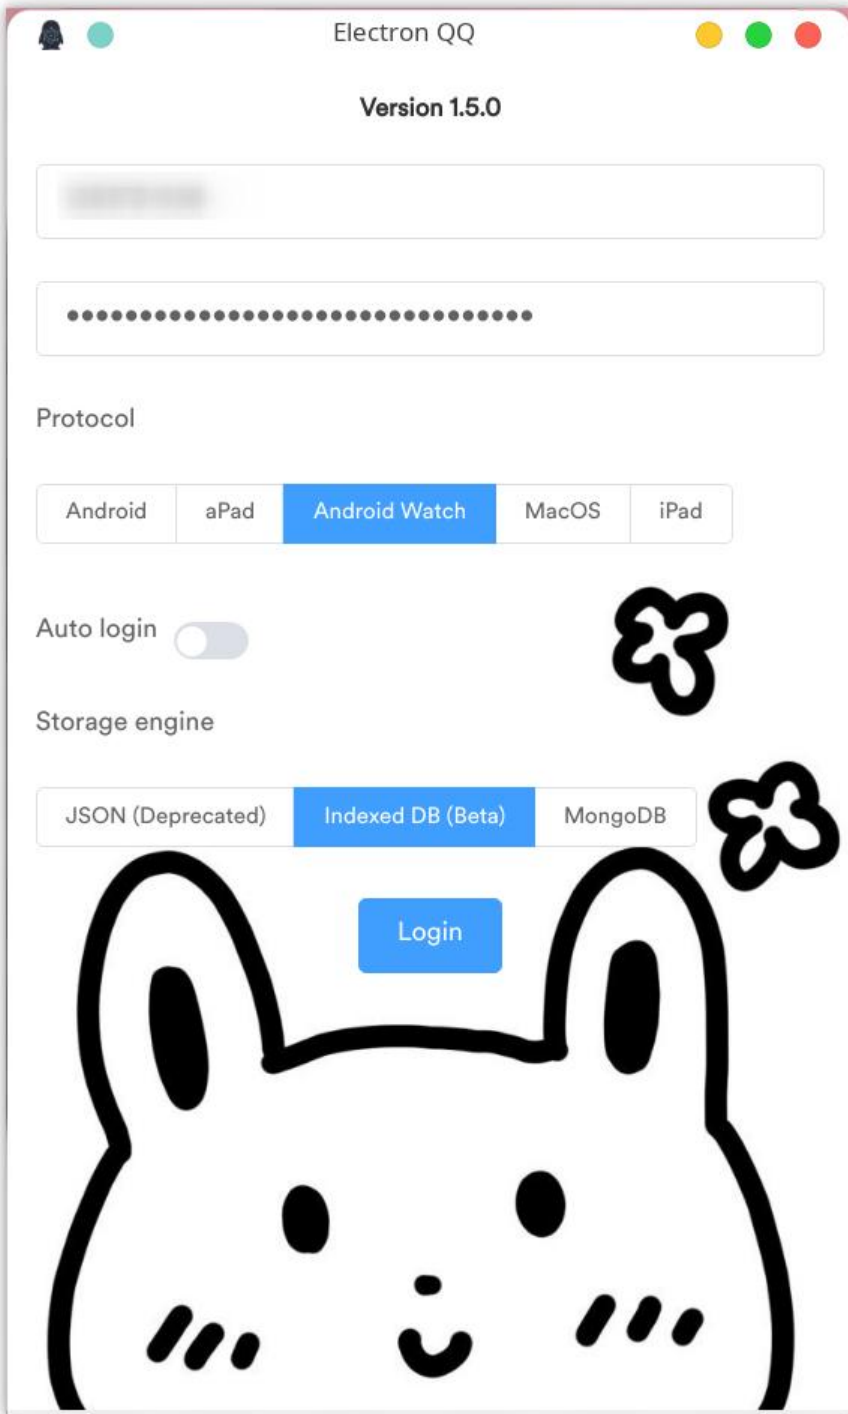 Electron QQ
Version 1.5.0
••••••••••••••••••••••••••••••••
Protocol
Android aPad Android Watch MacOS iPad
Auto login
Storage engine
JSON (Deprecated) Indexed DB (Beta) MongoDB
Login